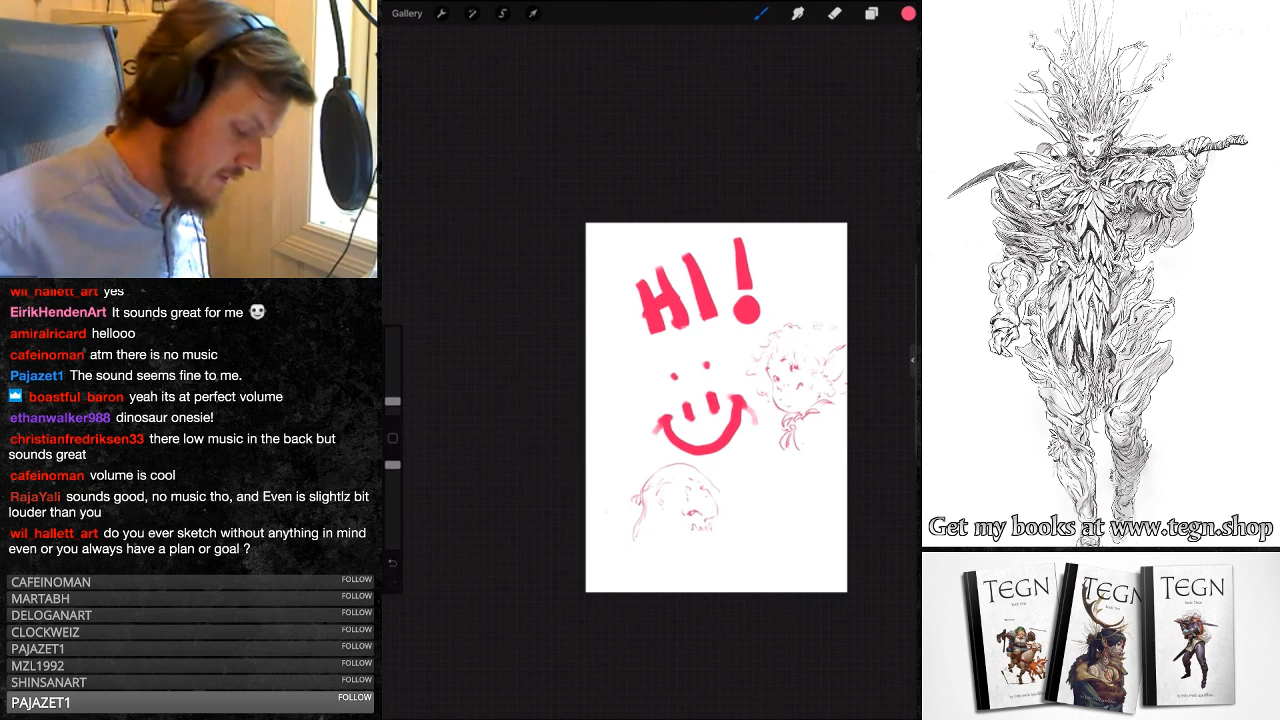 Gallery
HI!
wil_hallett_art yes
EirikHendenArt It sounds great for me
amiralricard hellooo
cafeinoman atm there is no music
Pajazet1 The sound seems fine to me.
boastful_baron yeah its at perfect volume
ethanwalker988 dinosaur onesie!
christianfredriksen33 there low music in the back but
sounds great
cafeinoman volume is cool
RajaYali sounds good, no music tho, and Even is slightlz bit
louder than you
wil_hallett_art do you ever sketch without anything in mind
even or you always have a plan or goal ?
CAFEINOMAN FOLLOW
MARTABH FOLLOW
DELOGANART FOLLOW
CLOCKWEIZ FOLLOW
PAJAZET1 FOLLOW
MZL1992 FOLLOW
SHINSANART FOLLOW
PAJAZET1 FOLLOW
Get my books at www.tegn.shop
TEGN
TEGN
TEGN